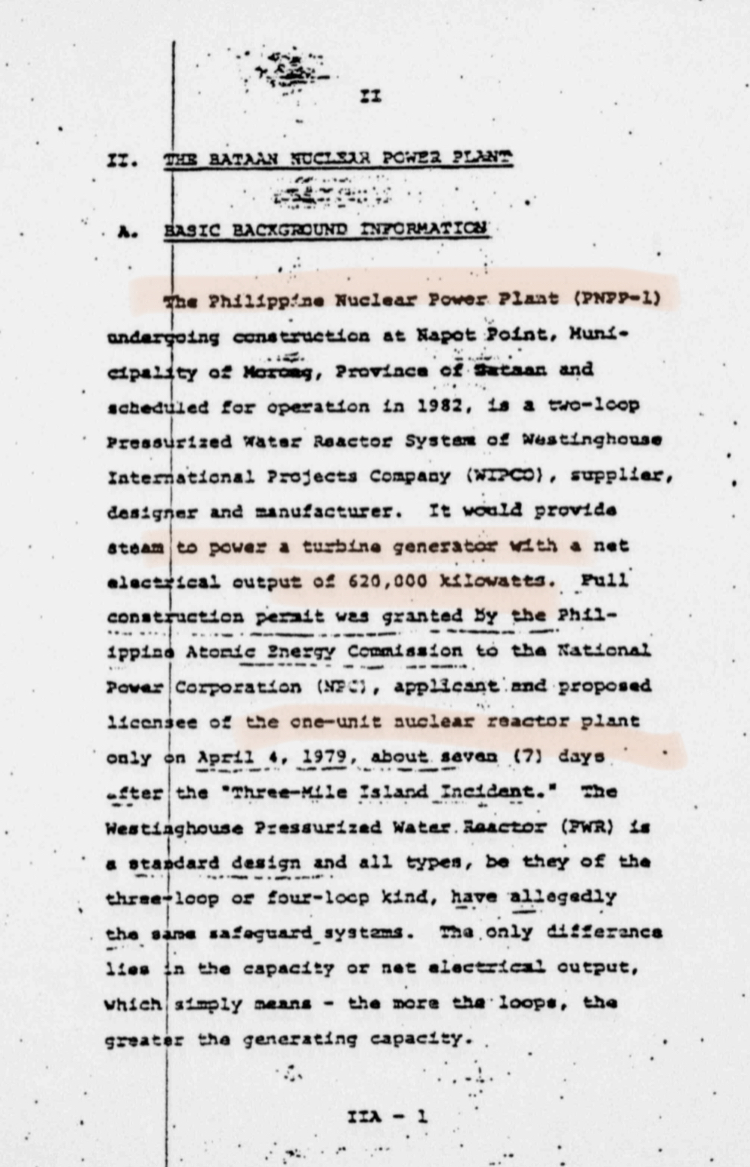 II
II. THE BATAAN NUCLEAR POWER PLANT
A. BASIC BACKGROUND INFORMATION
The Philippine Nuclear Power Plant (PNPP-1)
undergoing construction at Napot Point, Muni-
cipality of Morong, Province of Bataan and
scheduled for operation in 1982, is a two-loop
Pressurized Water Reactor System of Westinghouse
International Projects Company (WIPCO), supplier,
designer and manufacturer. It would provide
steam to power a turbine generator with a net
electrical output of 620,000 kilowatts. Full
construction permit was granted by the Phil-
ippine Atomic Energy Commission to the National
Power Corporation (NPC), applicant and proposed
licensee of the one-unit nuclear reactor plant
only on April 4, 1979, about seven (7) days
after the "Three-Mile Island Incident." The
Westinghouse Pressurized Water Reactor (PWR) is
a standard design and all types, be they of the
three-loop or four-loop kind, have allegedly
the same safeguard systems. The only difference
lies in the capacity or net electrical output,
which simply means - the more the loops, the
greater the generating capacity.
IIA - 1